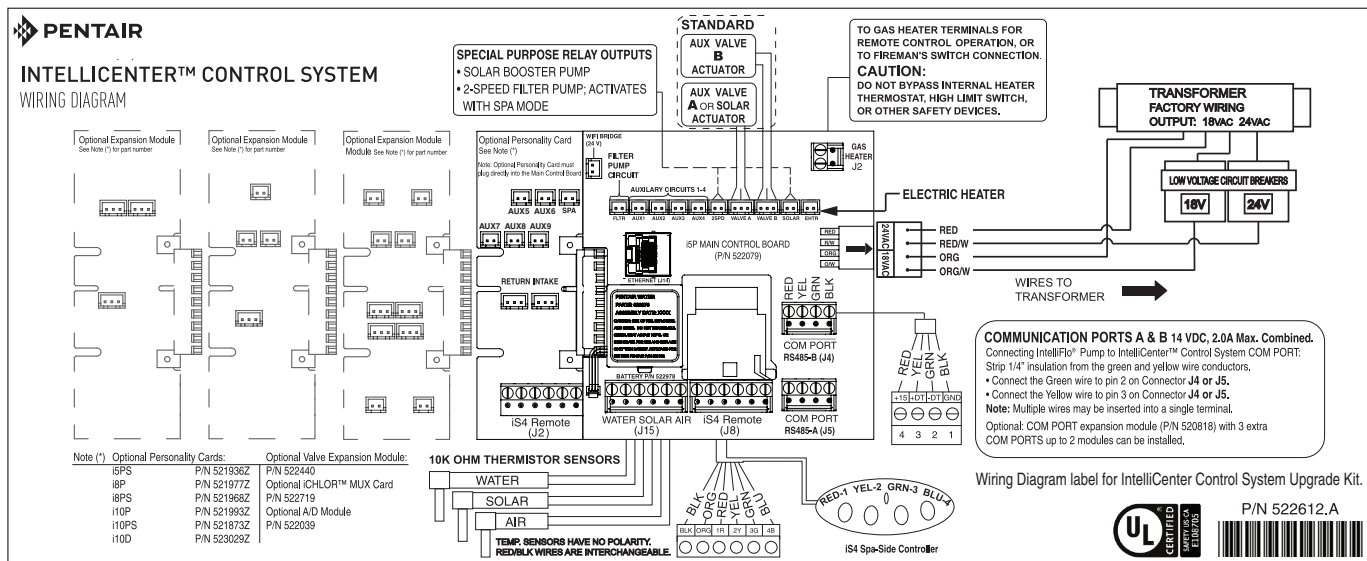 PENTAIR
INTELLICENTER™ CONTROL SYSTEM
WIRING DIAGRAM
SPECIAL PURPOSE RELAY OUTPUTS
• SOLAR BOOSTER PUMP
• 2-SPEED FILTER PUMP; ACTIVATES
WITH SPA MODE
STANDARD
AUX VALVE
B
ACTUATOR
AUX VALVE
A OR SOLAR
ACTUATOR
TO GAS HEATER TERMINALS FOR
REMOTE CONTROL OPERATION, OR
TO FIREMAN'S SWITCH CONNECTION.
CAUTION:
DO NOT BYPASS INTERNAL HEATER
THERMOSTAT, HIGH LIMIT SWITCH,
OR OTHER SAFETY DEVICES.
TRANSFORMER
FACTORY WIRING
OUTPUT: 18VAC 24VAC
LOW VOLTAGE CIRCUIT BREAKERS
18V
24V
Optional Expansion Module
See Note (*) for part number
Optional Expansion Module
See Note (*) for part number
Optional Expansion Module
Module See Note (*) for part number
Optional Personality Card
See Note (*)
Note: Optional Personality Card must
plug directly into the Main Control Board
AUX5 AUX6 SPA
AUX7 AUX8 AUX9
RETURN INTAKE
WIFI BRIDGE
(24 V)
FILTER
PUMP
CIRCUIT
AUXILARY CIRCUITS 1-4
FLTR AUX1 AUX2 AUX3 AUX4 2SPD VALVE A VALVE B SOLAR EHTR
GAS
HEATER
J2
ELECTRIC HEATER
i5P MAIN CONTROL BOARD
(P/N 522079)
ETHERNET (J14)
RED
R/W
ORG
O/W
24VAC
18VAC
RED
RED/W
ORG
ORG/W
WIRES TO
TRANSFORMER
PENTAIR WATER
BATTERY P/N 522978
RED YEL GRN BLK
COM PORT
RS485-B (J4)
COM PORT
RS485-A (J5)
RED YEL GRN BLK
+15 +DT -DT GND
4 3 2 1
iS4 Remote
(J2)
WATER SOLAR AIR
(J15)
iS4 Remote
(J8)
COMMUNICATION PORTS A & B 14 VDC, 2.0A Max. Combined.
Connecting IntelliFlo® Pump to IntelliCenter™ Control System COM PORT:
Strip 1/4" insulation from the green and yellow wire conductors.
• Connect the Green wire to pin 2 on Connector J4 or J5.
• Connect the Yellow wire to pin 3 on Connector J4 or J5.
Note: Multiple wires may be inserted into a single terminal.
Optional: COM PORT expansion module (P/N 520818) with 3 extra
COM PORTS up to 2 modules can be installed.
Note (*) Optional Personality Cards: Optional Valve Expansion Module:
i5PS P/N 521936Z P/N 522440
i8P P/N 521977Z Optional iCHLOR™ MUX Card
i8PS P/N 521968Z P/N 522719
i10P P/N 521993Z Optional A/D Module
i10PS P/N 521873Z P/N 522039
i10D P/N 523029Z
10K OHM THERMISTOR SENSORS
WATER
SOLAR
AIR
TEMP. SENSORS HAVE NO POLARITY.
RED/BLK WIRES ARE INTERCHANGEABLE.
BLK ORG RED YEL GRN BLU
BLK ORG 1R 2Y 3G 4B
RED-1 YEL-2 GRN-3 BLU-4
iS4 Spa-Side Controller
Wiring Diagram label for IntelliCenter Control System Upgrade Kit.
UL
CERTIFIED
SAFETY US-CA
E108705
P/N 522612.A